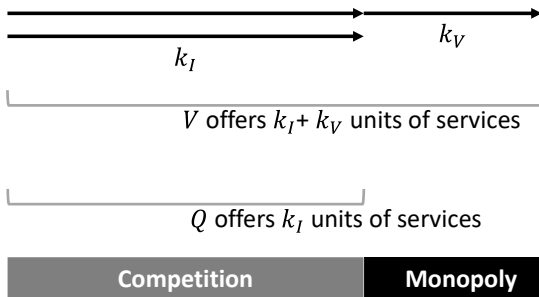 k_V
k_I
V offers k_I + k_V units of services
Q offers k_I units of services
Competition Monopoly